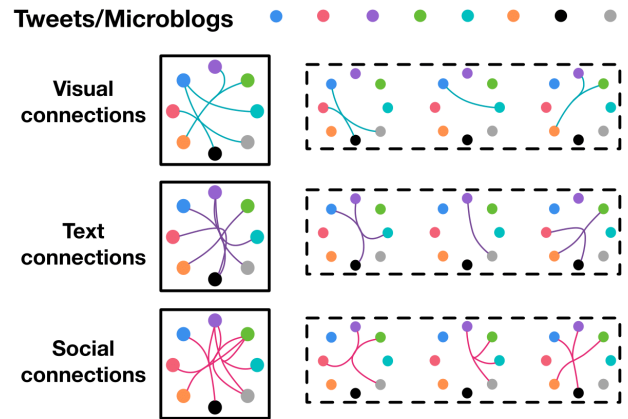 Tweets/Microblogs
Visual
connections
Text
connections
Social
connections